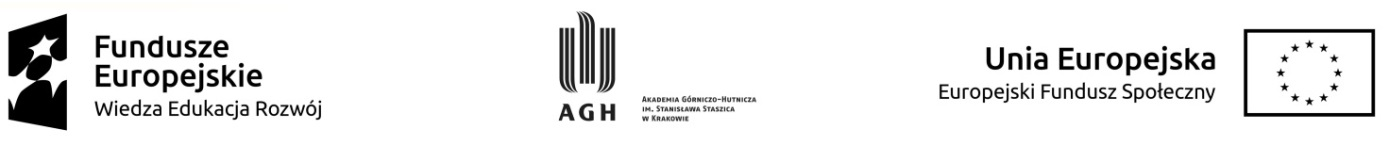 Fundusze
Europejskie
Wiedza Edukacja Rozwój
AGH
Akademia Górniczo-Hutnicza
im. Stanisława Staszica
w Krakowie
Unia Europejska
Europejski Fundusz Społeczny